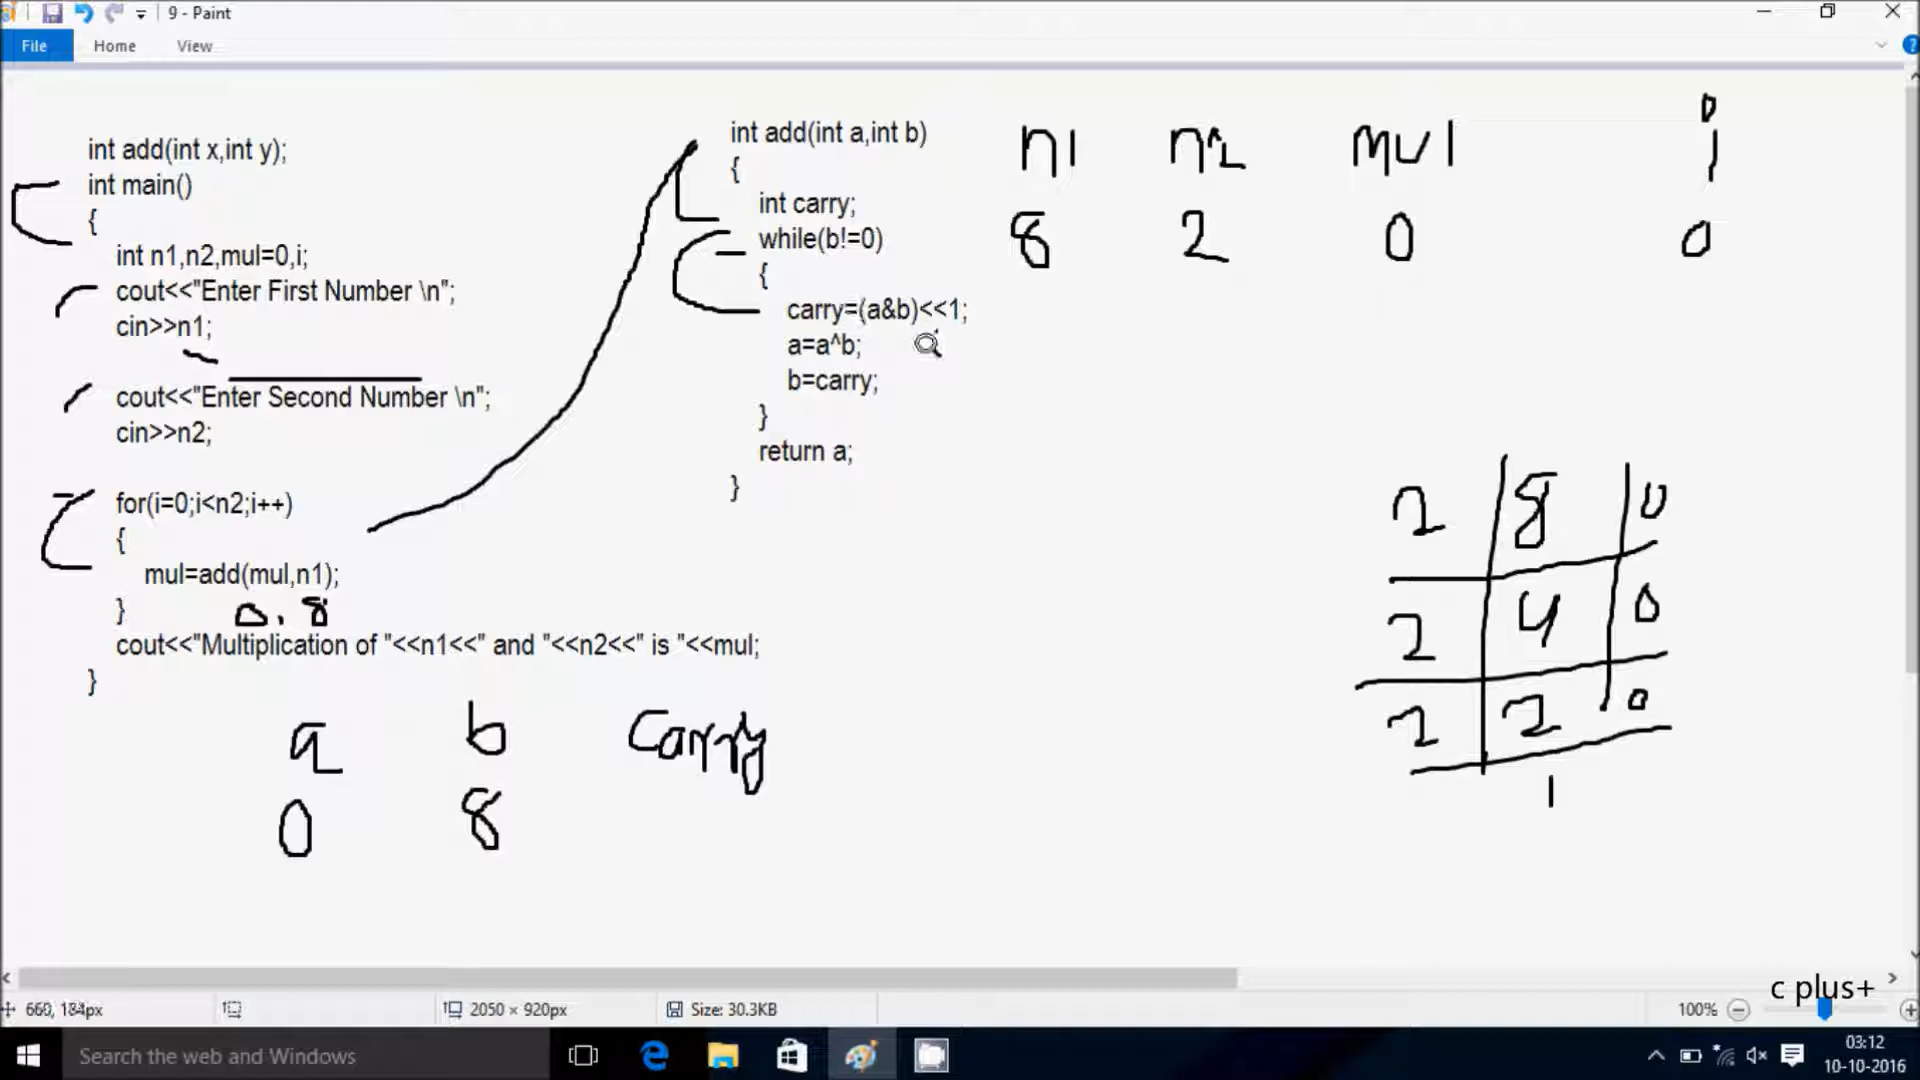 9 - Paint
File Home View
int add(int x,int y);
int main()
{
int n1,n2,mul=0,i;
cout<<"Enter First Number \n";
cin>>n1;
cout<<"Enter Second Number \n";
cin>>n2;
for(i=0;i<n2;i++)
{
mul=add(mul,n1);
}
0, 8
cout<<"Multiplication of "<<n1<<" and "<<n2<<" is "<<mul;
}
int add(int a,int b)
{
int carry;
while(b!=0)
{
carry=(a&b)<<1;
a=a^b;
b=carry;
}
return a;
}
n1 n2 mul i
8 2 0 0
2 8 0
2 4 0
2 2 0
1
a b Carry
0 8
c plus+
660, 184px 2050 × 920px Size: 30.3KB 100%
Search the web and Windows
03:12
10-10-2016